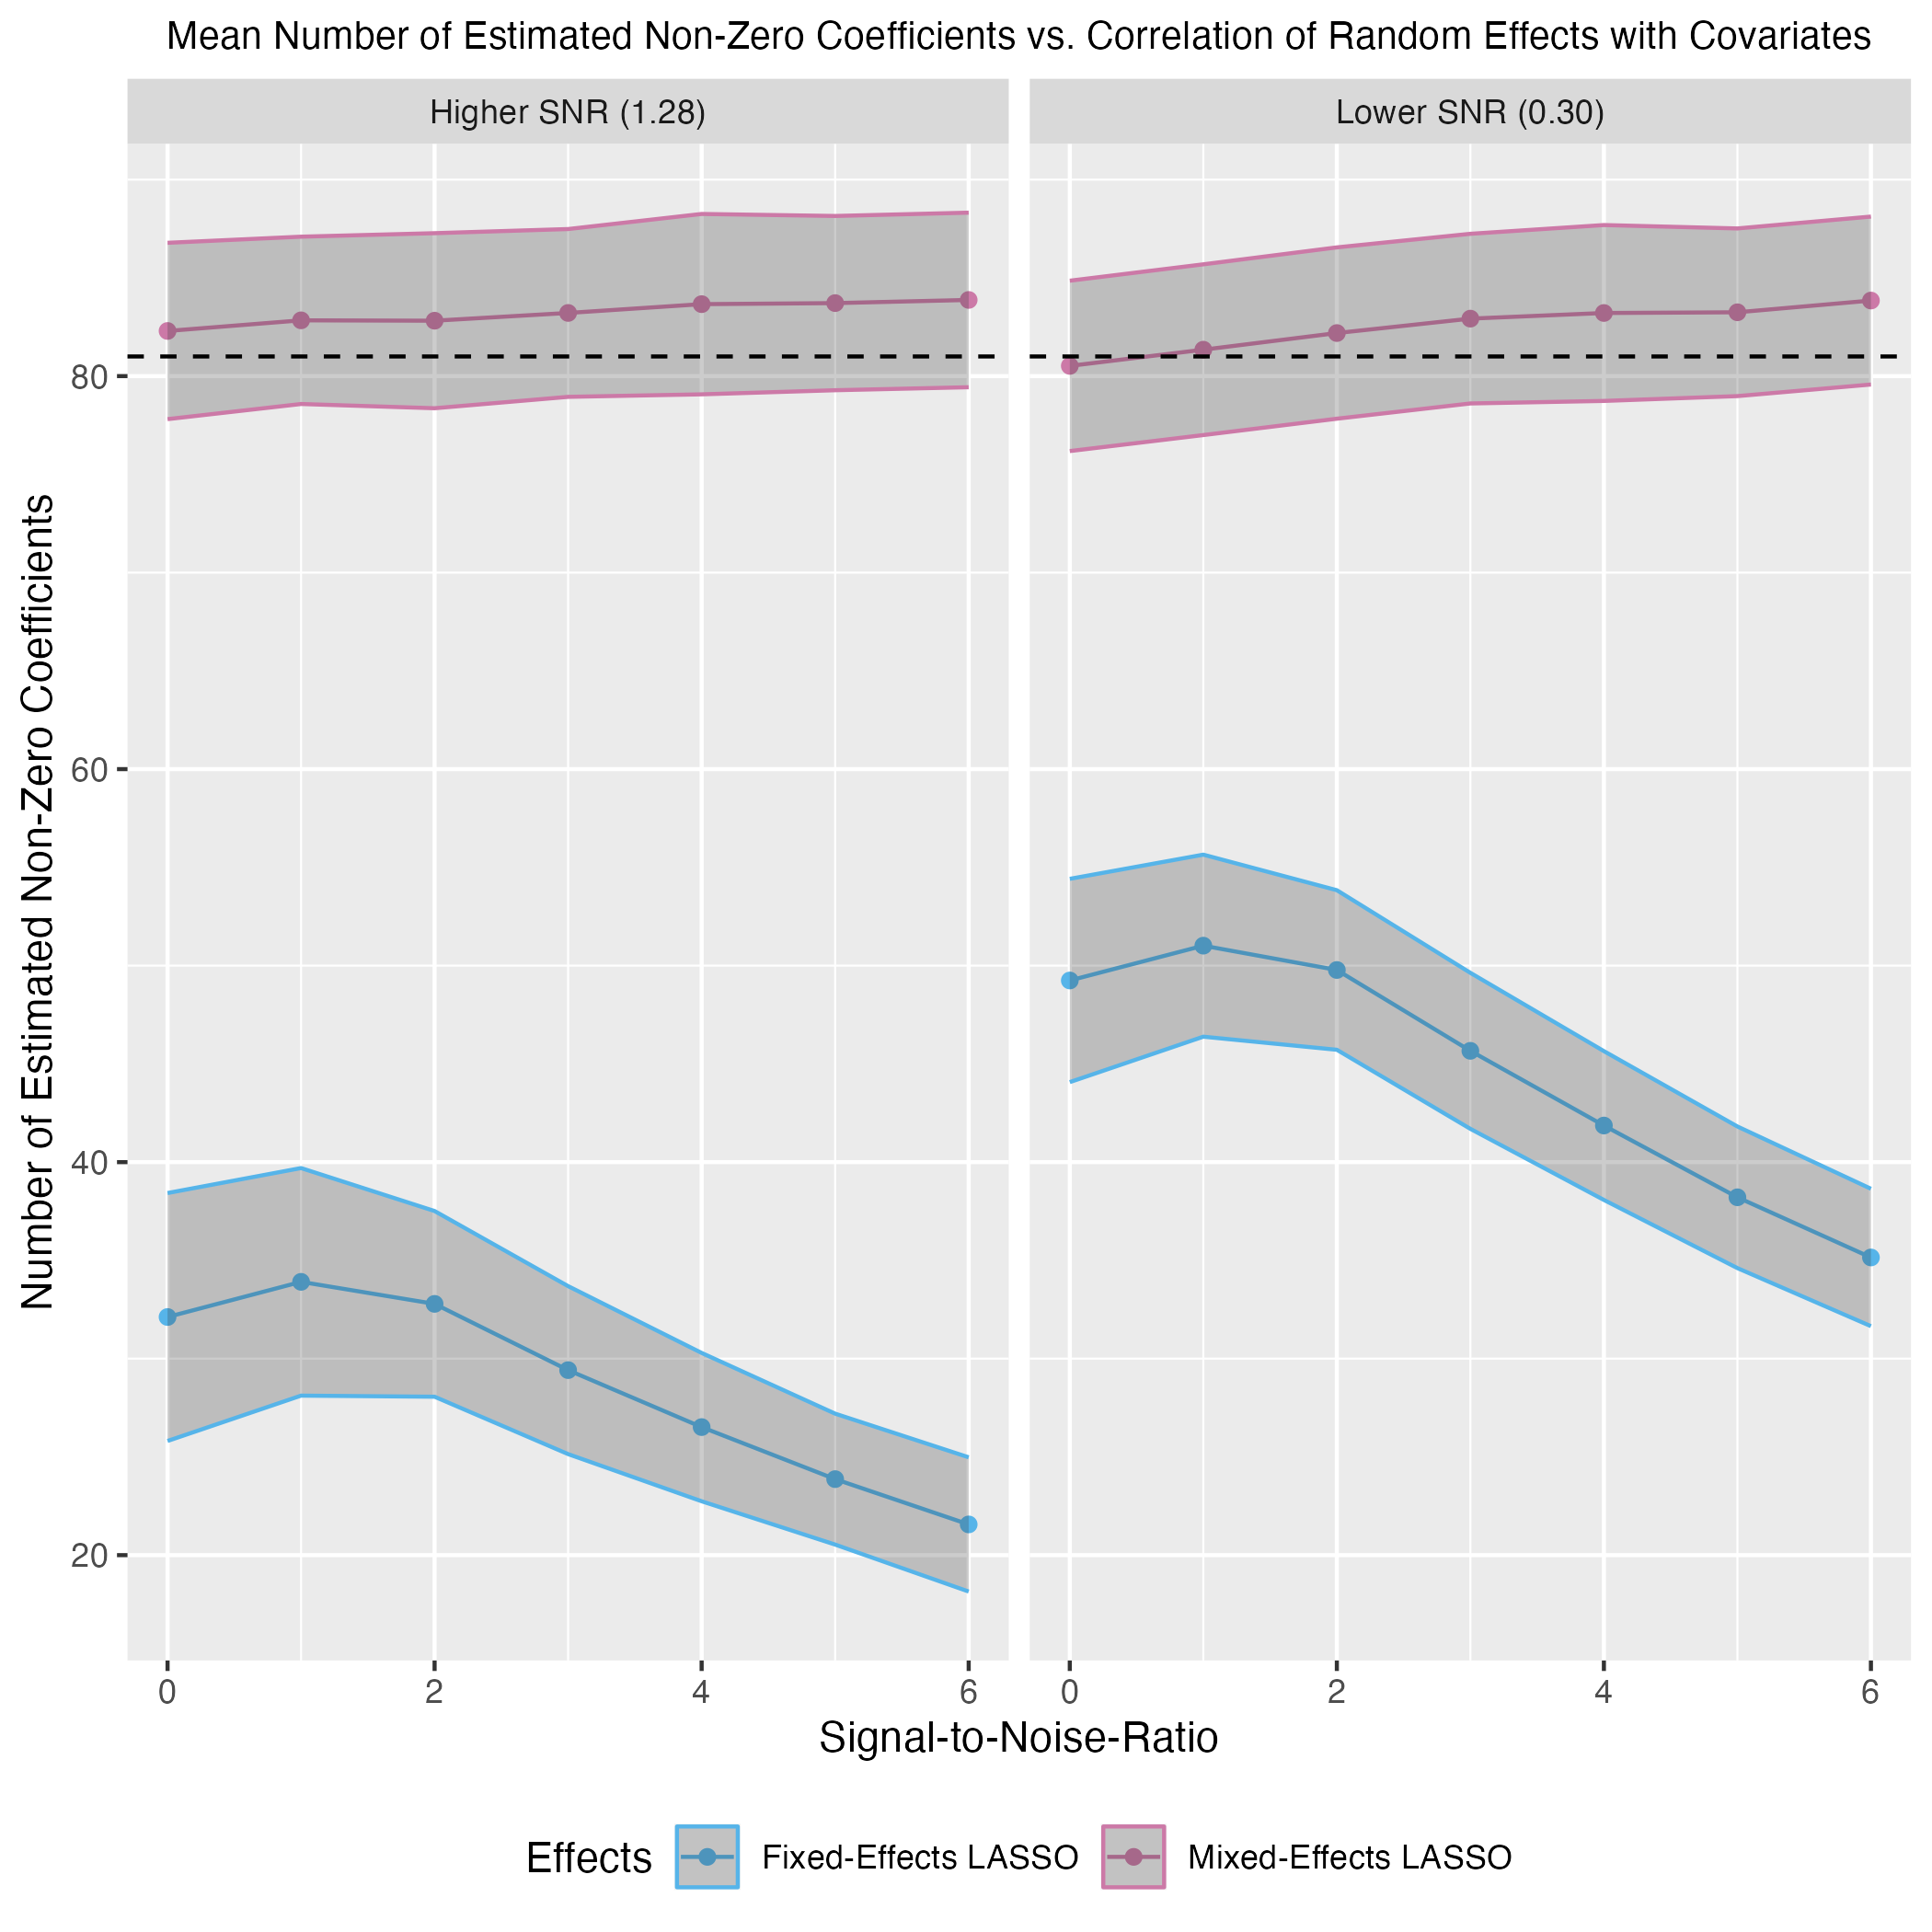 Mean Number of Estimated Non-Zero Coefficients vs. Correlation of Random Effects with Covariates
Higher SNR (1.28)
Lower SNR (0.30)
Number of Estimated Non-Zero Coefficients
80
60
40
20
0 2 4 6
0 2 4 6
Signal-to-Noise-Ratio
Effects Fixed-Effects LASSO Mixed-Effects LASSO